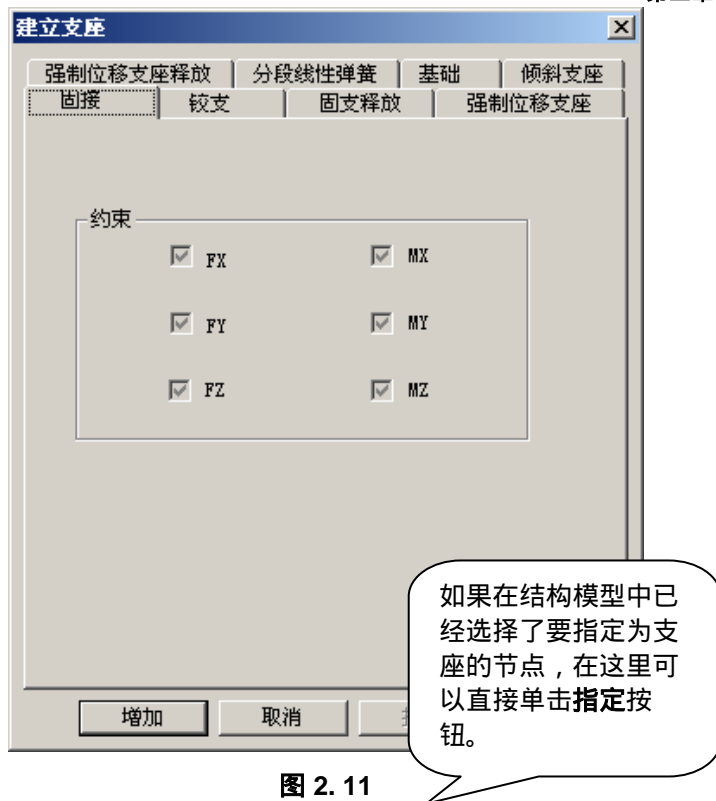 建立支座
强制位移支座释放 分段线性弹簧 基础 倾斜支座
固接 铰支 固支释放 强制位移支座
约束
FX MX
FY MY
FZ MZ
如果在结构模型中已
经选择了要指定为支
座的节点，在这里可
以直接单击指定按
钮。
增加 取消
图 2. 11